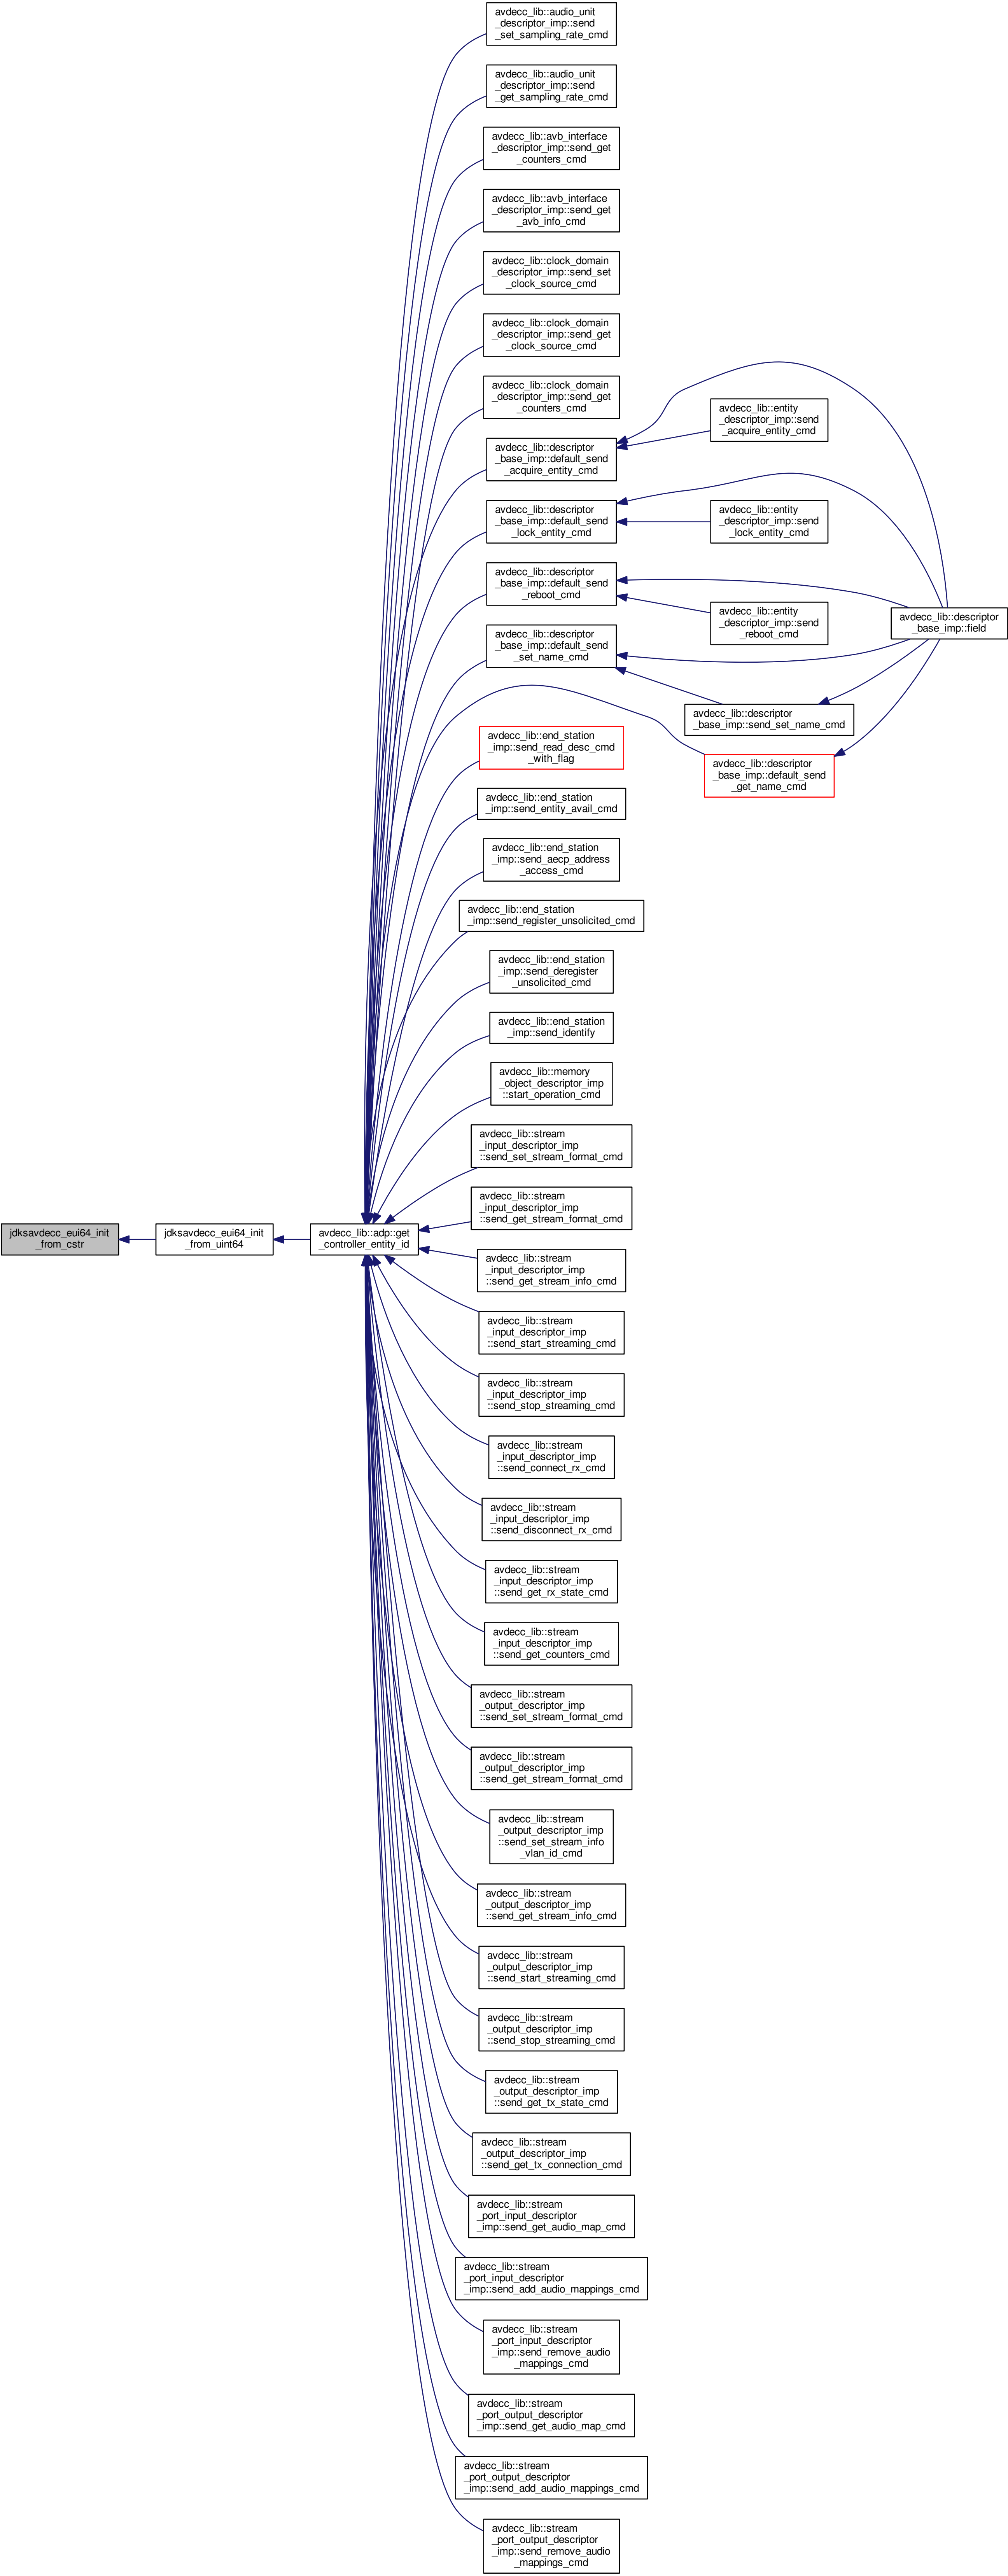 avdecc_lib::audio_unit
_descriptor_imp::send
_set_sampling_rate_cmd
avdecc_lib::audio_unit
_descriptor_imp::send
_get_sampling_rate_cmd
avdecc_lib::avb_interface
_descriptor_imp::send_get
_counters_cmd
avdecc_lib::avb_interface
_descriptor_imp::send_get
_avb_info_cmd
avdecc_lib::clock_domain
_descriptor_imp::send_set
_clock_source_cmd
avdecc_lib::clock_domain
_descriptor_imp::send_get
_clock_source_cmd
avdecc_lib::clock_domain
_descriptor_imp::send_get
_counters_cmd
avdecc_lib::entity
_descriptor_imp::send
_acquire_entity_cmd
avdecc_lib::descriptor
_base_imp::default_send
_acquire_entity_cmd
avdecc_lib::descriptor
_base_imp::default_send
_lock_entity_cmd
avdecc_lib::entity
_descriptor_imp::send
_lock_entity_cmd
avdecc_lib::descriptor
_base_imp::default_send
_reboot_cmd
avdecc_lib::entity
_descriptor_imp::send
_reboot_cmd
avdecc_lib::descriptor
_base_imp::field
avdecc_lib::descriptor
_base_imp::default_send
_set_name_cmd
avdecc_lib::descriptor
_base_imp::send_set_name_cmd
avdecc_lib::end_station
_imp::send_read_desc_cmd
_with_flag
avdecc_lib::descriptor
_base_imp::default_send
_get_name_cmd
avdecc_lib::end_station
_imp::send_entity_avail_cmd
avdecc_lib::end_station
_imp::send_aecp_address
_access_cmd
avdecc_lib::end_station
_imp::send_register_unsolicited_cmd
avdecc_lib::end_station
_imp::send_deregister
_unsolicited_cmd
avdecc_lib::end_station
_imp::send_identify
avdecc_lib::memory
_object_descriptor_imp
::start_operation_cmd
avdecc_lib::stream
_input_descriptor_imp
::send_set_stream_format_cmd
avdecc_lib::stream
_input_descriptor_imp
::send_get_stream_format_cmd
jdksavdecc_eui64_init
_from_cstr
jdksavdecc_eui64_init
_from_uint64
avdecc_lib::adp::get
_controller_entity_id
avdecc_lib::stream
_input_descriptor_imp
::send_get_stream_info_cmd
avdecc_lib::stream
_input_descriptor_imp
::send_start_streaming_cmd
avdecc_lib::stream
_input_descriptor_imp
::send_stop_streaming_cmd
avdecc_lib::stream
_input_descriptor_imp
::send_connect_rx_cmd
avdecc_lib::stream
_input_descriptor_imp
::send_disconnect_rx_cmd
avdecc_lib::stream
_input_descriptor_imp
::send_get_rx_state_cmd
avdecc_lib::stream
_input_descriptor_imp
::send_get_counters_cmd
avdecc_lib::stream
_output_descriptor_imp
::send_set_stream_format_cmd
avdecc_lib::stream
_output_descriptor_imp
::send_get_stream_format_cmd
avdecc_lib::stream
_output_descriptor_imp
::send_set_stream_info
_vlan_id_cmd
avdecc_lib::stream
_output_descriptor_imp
::send_get_stream_info_cmd
avdecc_lib::stream
_output_descriptor_imp
::send_start_streaming_cmd
avdecc_lib::stream
_output_descriptor_imp
::send_stop_streaming_cmd
avdecc_lib::stream
_output_descriptor_imp
::send_get_tx_state_cmd
avdecc_lib::stream
_output_descriptor_imp
::send_get_tx_connection_cmd
avdecc_lib::stream
_port_input_descriptor
_imp::send_get_audio_map_cmd
avdecc_lib::stream
_port_input_descriptor
_imp::send_add_audio_mappings_cmd
avdecc_lib::stream
_port_input_descriptor
_imp::send_remove_audio
_mappings_cmd
avdecc_lib::stream
_port_output_descriptor
_imp::send_get_audio_map_cmd
avdecc_lib::stream
_port_output_descriptor
_imp::send_add_audio_mappings_cmd
avdecc_lib::stream
_port_output_descriptor
_imp::send_remove_audio
_mappings_cmd